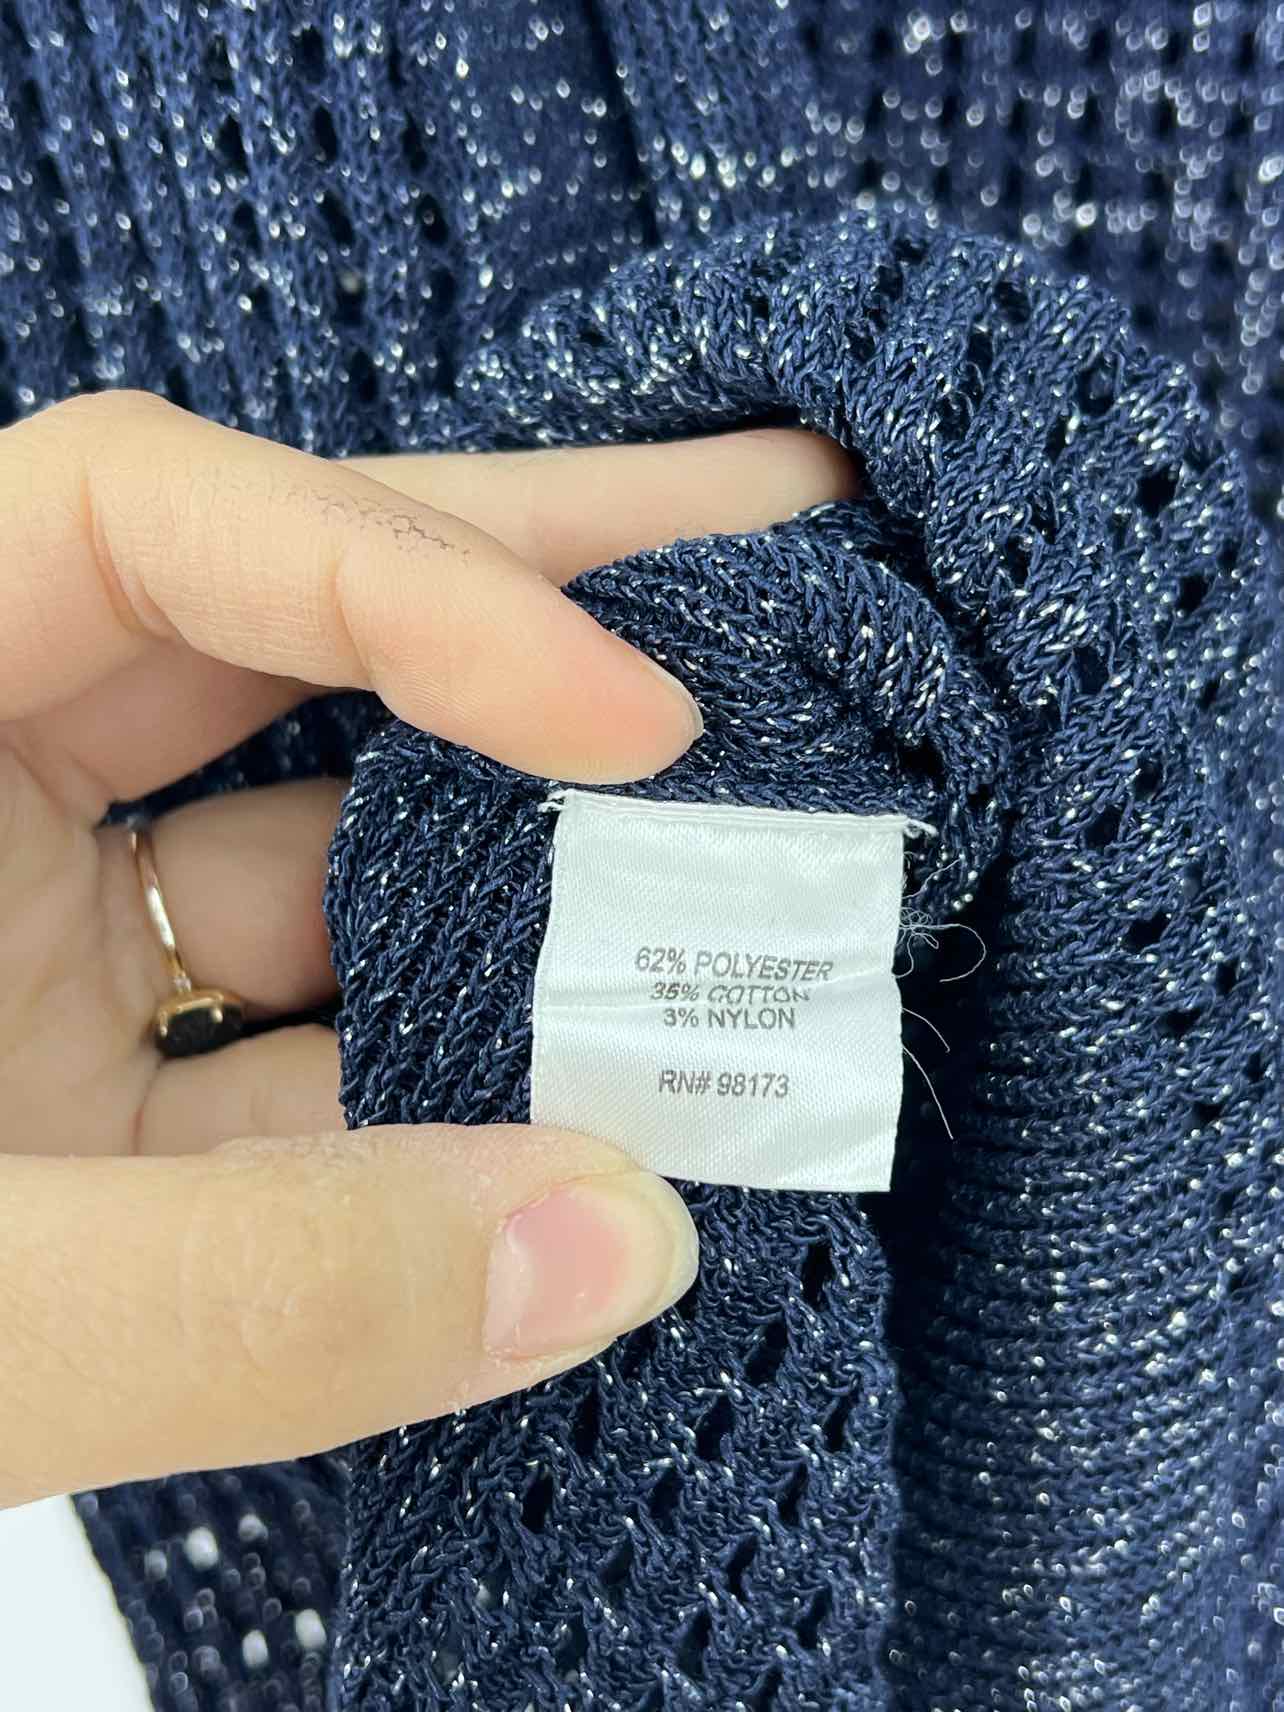 62% POLYESTER
35% COTTON
3% NYLON
RN# 98173